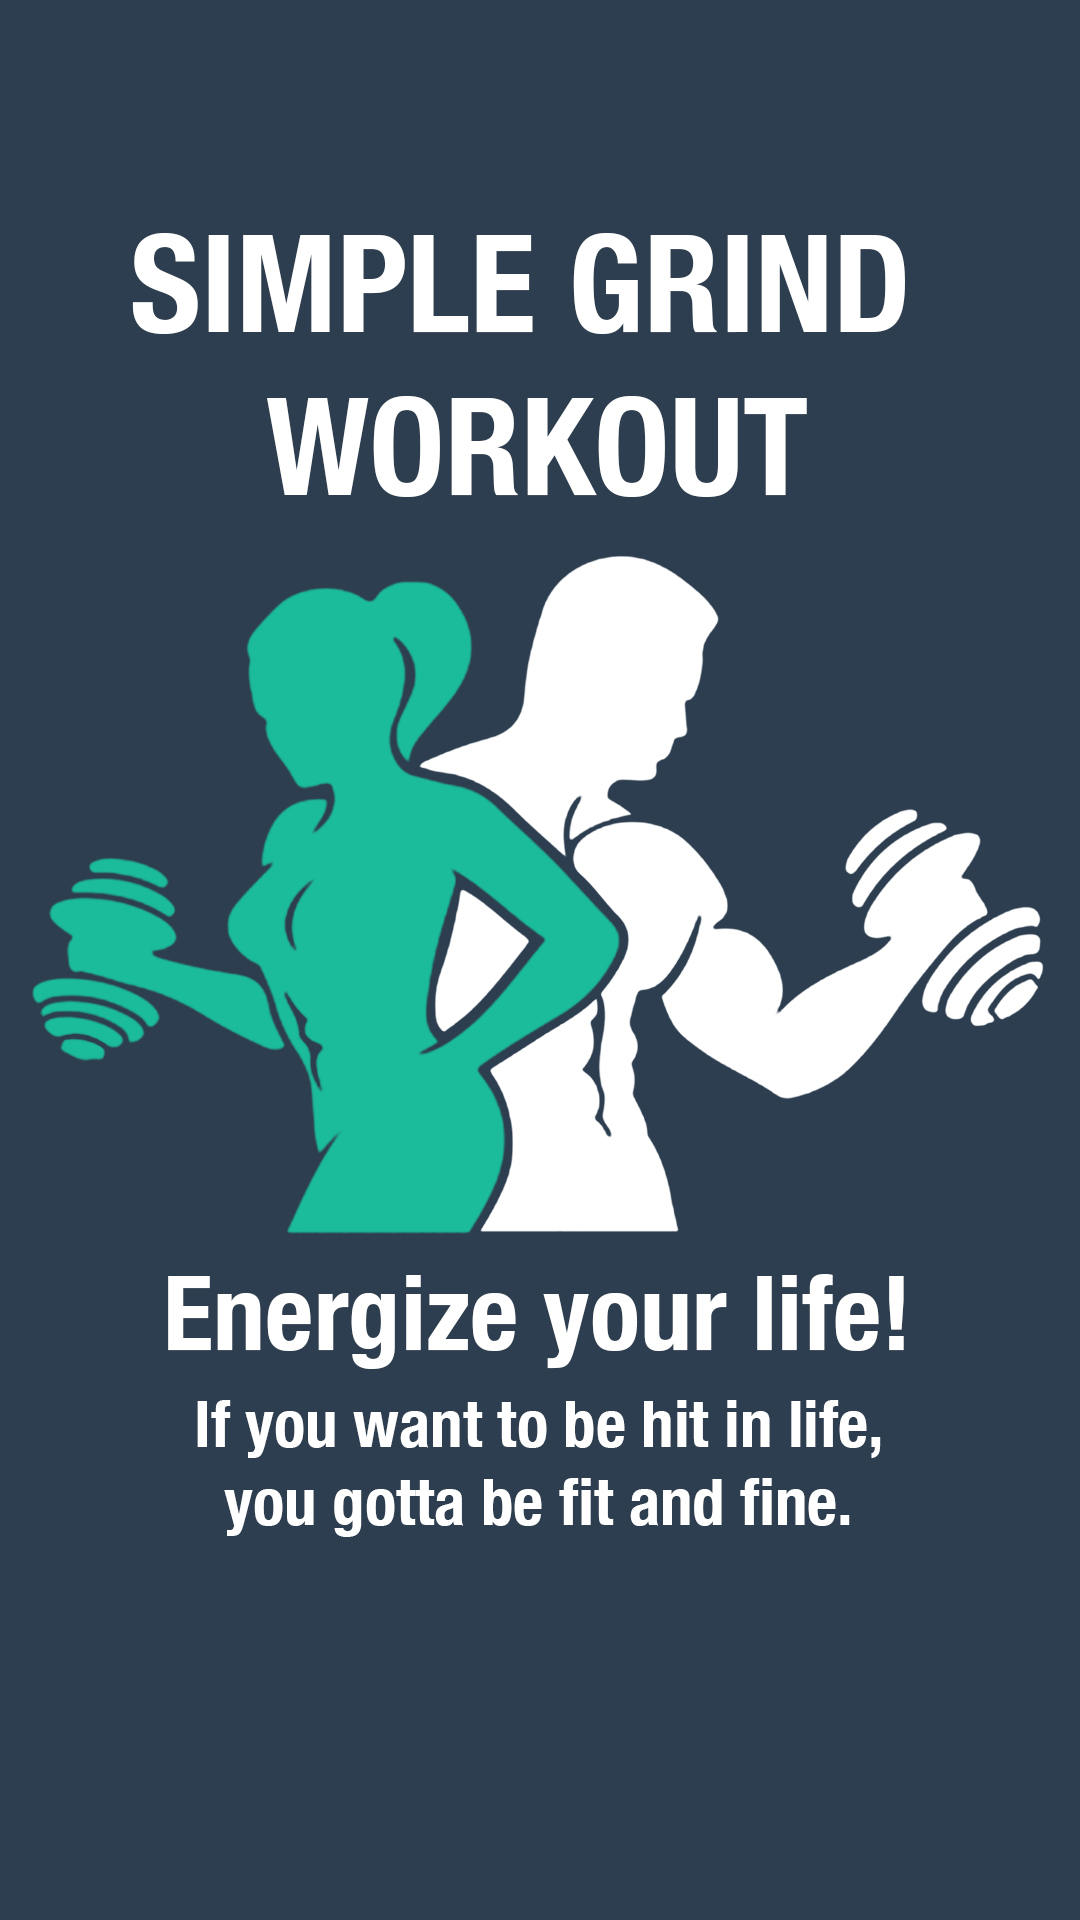 SIMPLE GRIND
WORKOUT
Energize your life!
If you want to be hit in life,
you gotta be fit and fine.